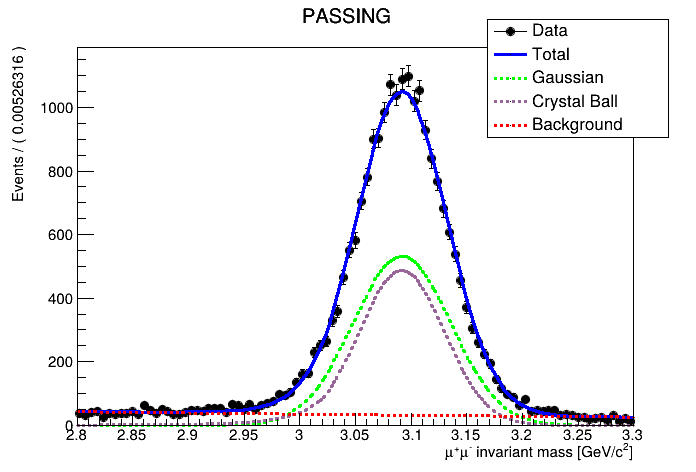 PASSING
Data
Total
Gaussian
Crystal Ball
Background
Events / ( 0.00526316 )
1000
800
600
400
200
0
2.8 2.85 2.9 2.95 3 3.05 3.1 3.15 3.2 3.25 3.3
μ⁺μ⁻ invariant mass [GeV/c²]